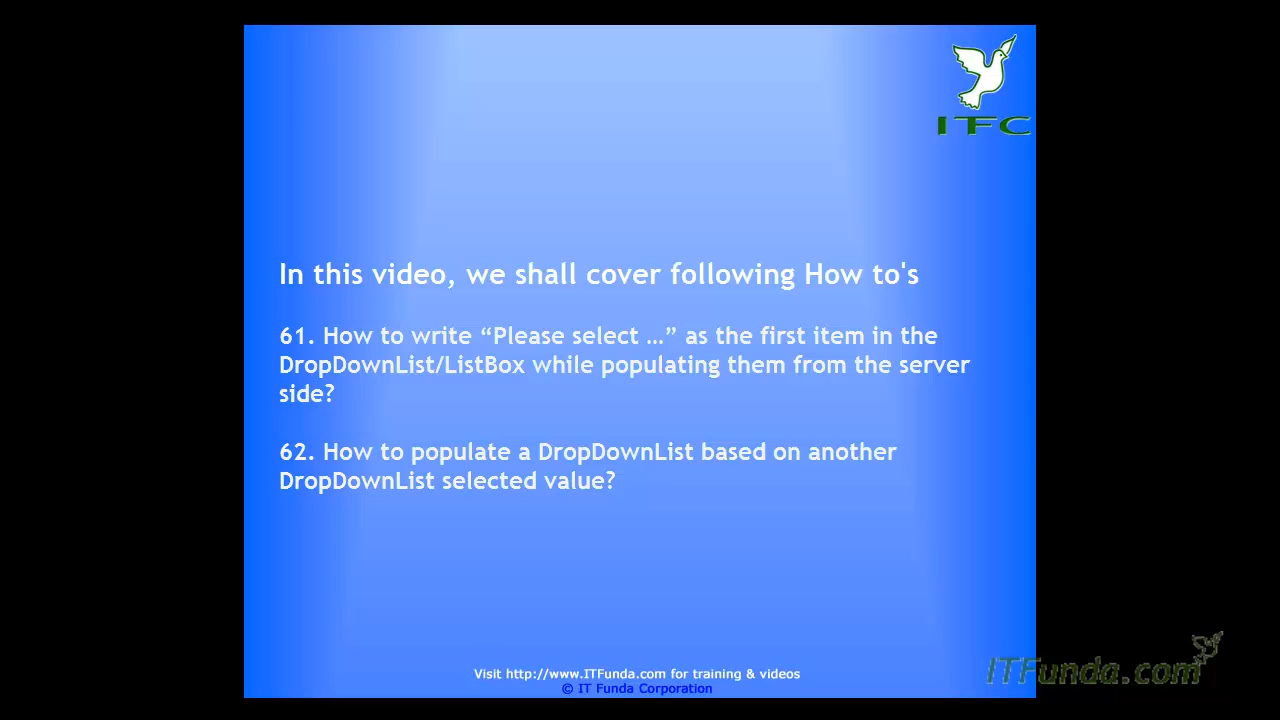 ITC
In this video, we shall cover following How to's
61. How to write “Please select …” as the first item in the
DropDownList/ListBox while populating them from the server
side?
62. How to populate a DropDownList based on another
DropDownList selected value?
Visit http://www.ITFunda.com for training & videos
© IT Funda Corporation
ITFunda.com